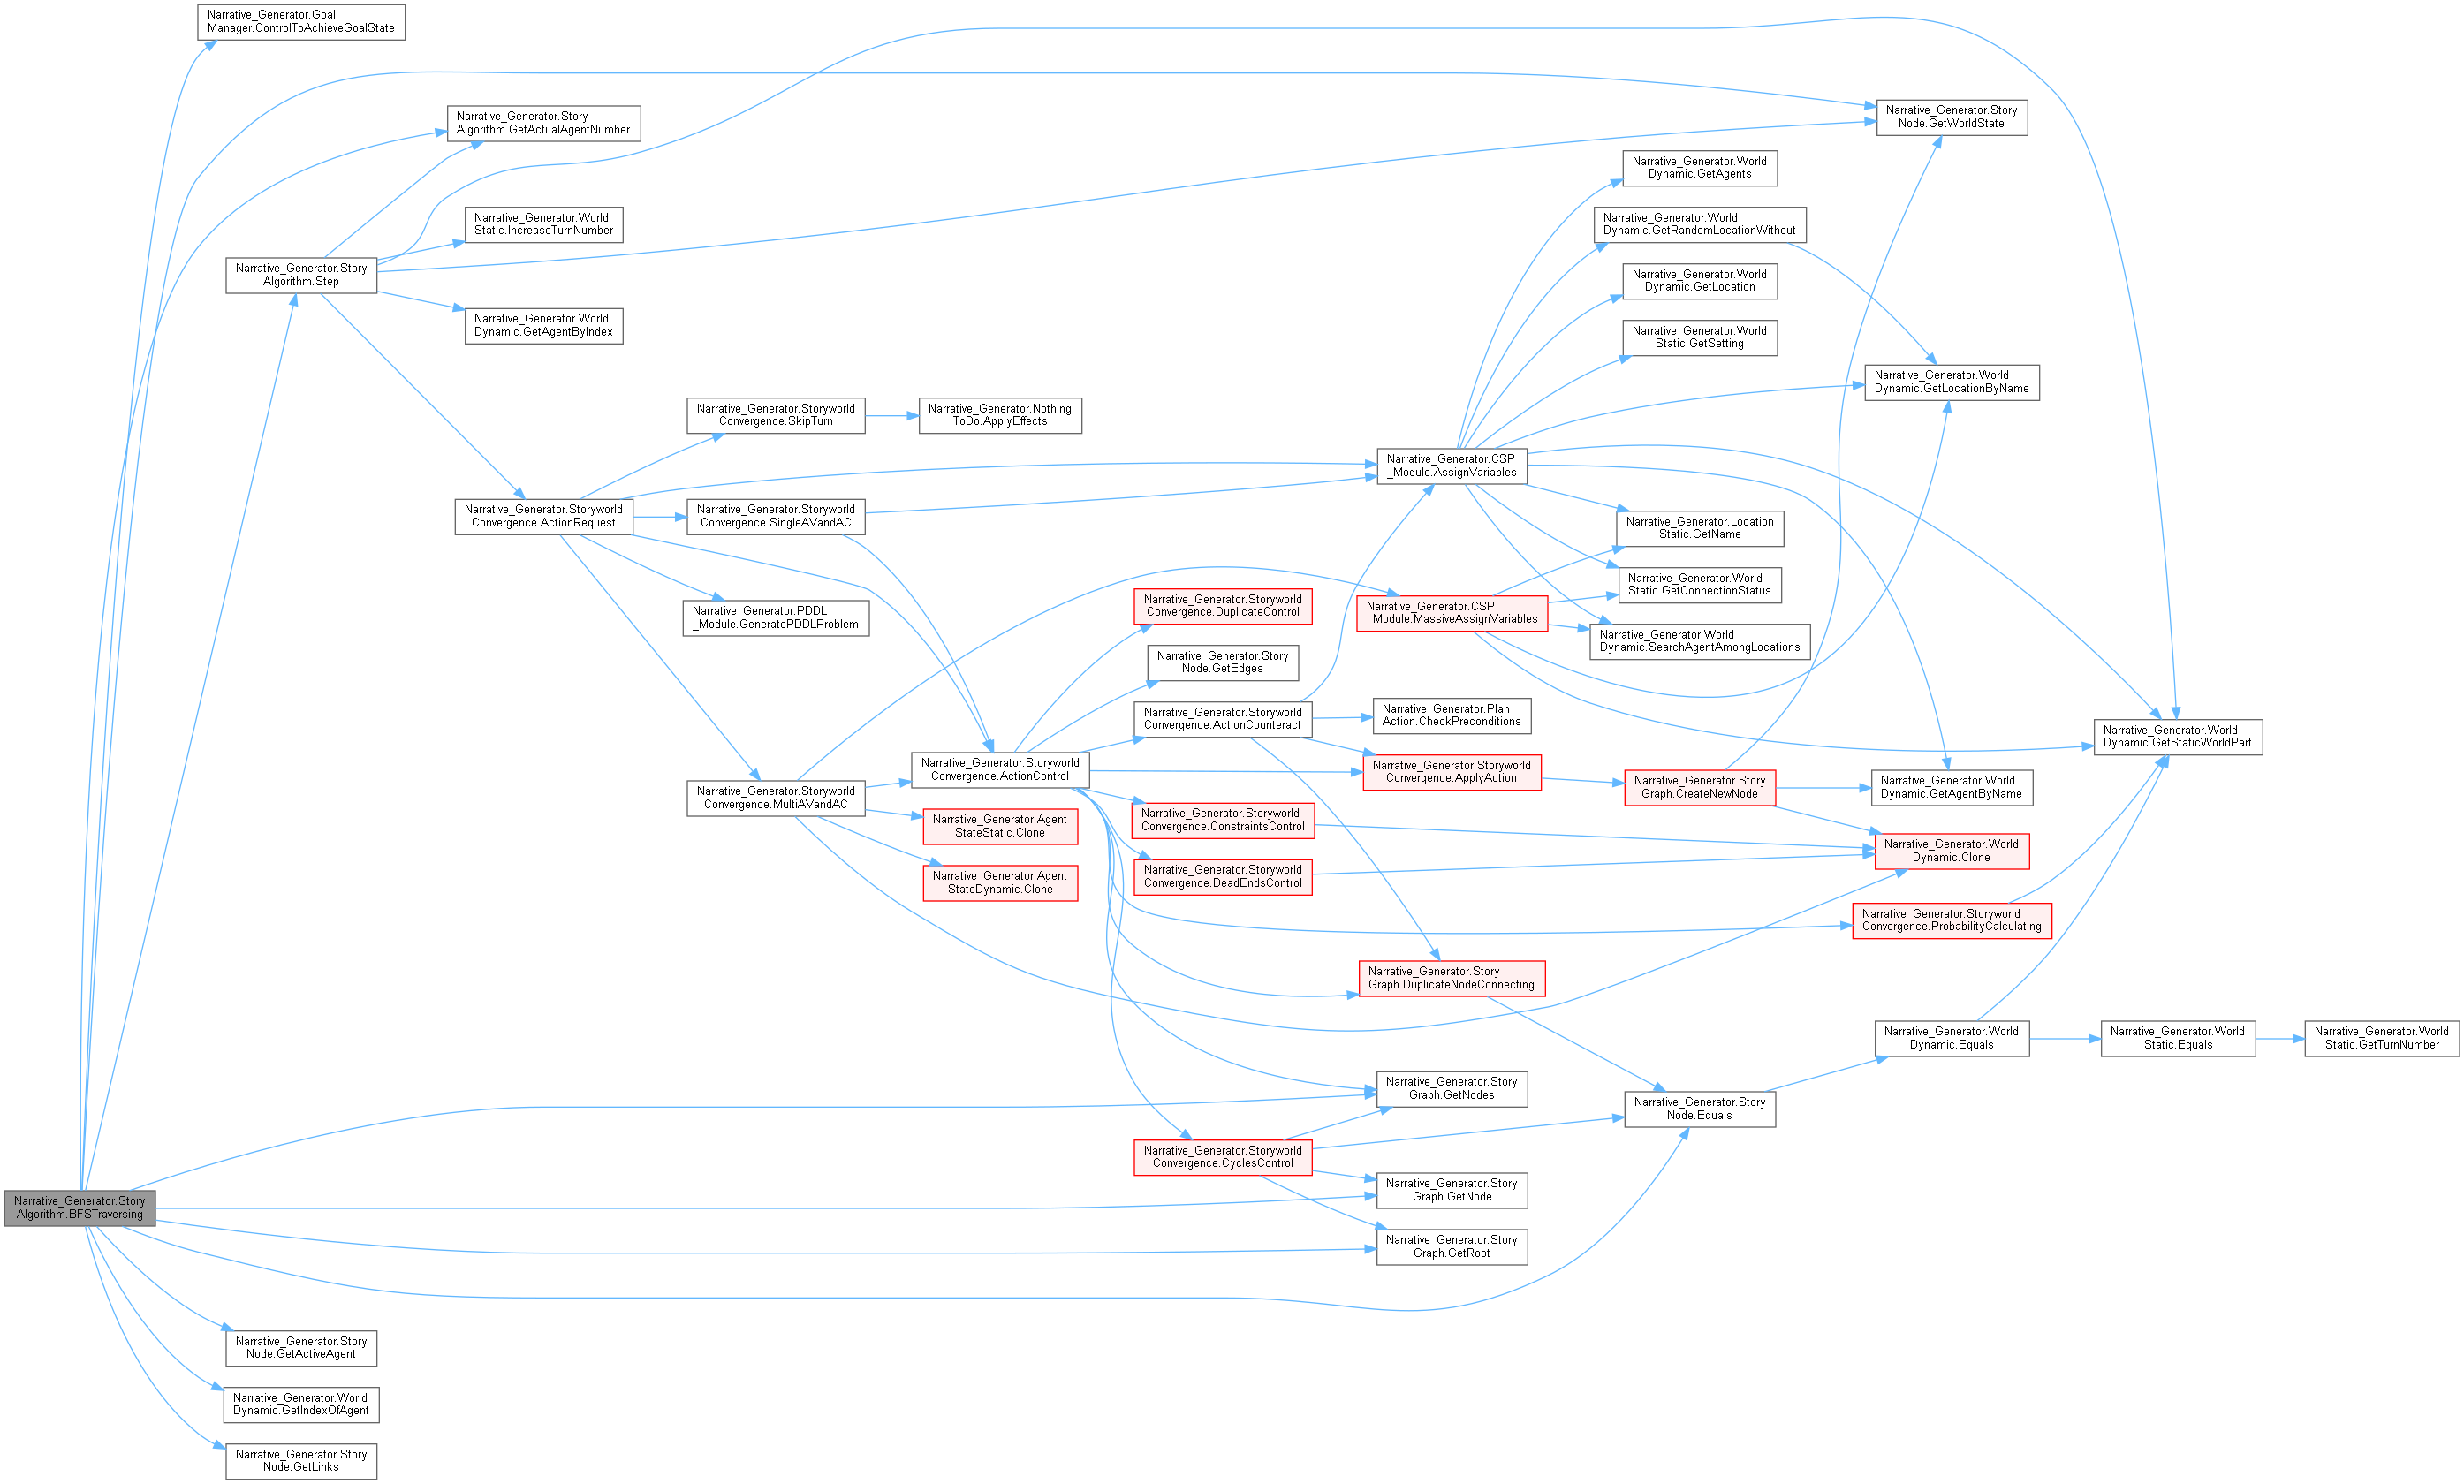 Narrative_Generator.Goal
Manager.ControlToAchieveGoalState
Narrative_Generator.Story
Algorithm.GetActualAgentNumber
Narrative_Generator.Story
Node.GetWorldState
Narrative_Generator.World
Dynamic.GetAgents
Narrative_Generator.World
Static.IncreaseTurnNumber
Narrative_Generator.World
Dynamic.GetRandomLocationWithout
Narrative_Generator.Story
Algorithm.Step
Narrative_Generator.World
Dynamic.GetLocation
Narrative_Generator.World
Dynamic.GetAgentByIndex
Narrative_Generator.World
Static.GetSetting
Narrative_Generator.World
Dynamic.GetLocationByName
Narrative_Generator.Storyworld
Convergence.SkipTurn
Narrative_Generator.Nothing
ToDo.ApplyEffects
Narrative_Generator.CSP
_Module.AssignVariables
Narrative_Generator.Storyworld
Convergence.ActionRequest
Narrative_Generator.Storyworld
Convergence.SingleAVandAC
Narrative_Generator.Location
Static.GetName
Narrative_Generator.World
Static.GetConnectionStatus
Narrative_Generator.Storyworld
Convergence.DuplicateControl
Narrative_Generator.PDDL
_Module.GeneratePDDLProblem
Narrative_Generator.CSP
_Module.MassiveAssignVariables
Narrative_Generator.World
Dynamic.SearchAgentAmongLocations
Narrative_Generator.Story
Node.GetEdges
Narrative_Generator.Storyworld
Convergence.ActionCounteract
Narrative_Generator.Plan
Action.CheckPreconditions
Narrative_Generator.World
Dynamic.GetStaticWorldPart
Narrative_Generator.Storyworld
Convergence.ActionControl
Narrative_Generator.Storyworld
Convergence.ApplyAction
Narrative_Generator.Story
Graph.CreateNewNode
Narrative_Generator.World
Dynamic.GetAgentByName
Narrative_Generator.Storyworld
Convergence.MultiAVandAC
Narrative_Generator.Agent
StateStatic.Clone
Narrative_Generator.Storyworld
Convergence.ConstraintsControl
Narrative_Generator.World
Dynamic.Clone
Narrative_Generator.Agent
StateDynamic.Clone
Narrative_Generator.Storyworld
Convergence.DeadEndsControl
Narrative_Generator.Storyworld
Convergence.ProbabilityCalculating
Narrative_Generator.Story
Graph.DuplicateNodeConnecting
Narrative_Generator.World
Dynamic.Equals
Narrative_Generator.World
Static.Equals
Narrative_Generator.World
Static.GetTurnNumber
Narrative_Generator.Story
Graph.GetNodes
Narrative_Generator.Story
Node.Equals
Narrative_Generator.Storyworld
Convergence.CyclesControl
Narrative_Generator.Story
Graph.GetNode
Narrative_Generator.Story
Algorithm.BFSTraversing
Narrative_Generator.Story
Graph.GetRoot
Narrative_Generator.Story
Node.GetActiveAgent
Narrative_Generator.World
Dynamic.GetIndexOfAgent
Narrative_Generator.Story
Node.GetLinks